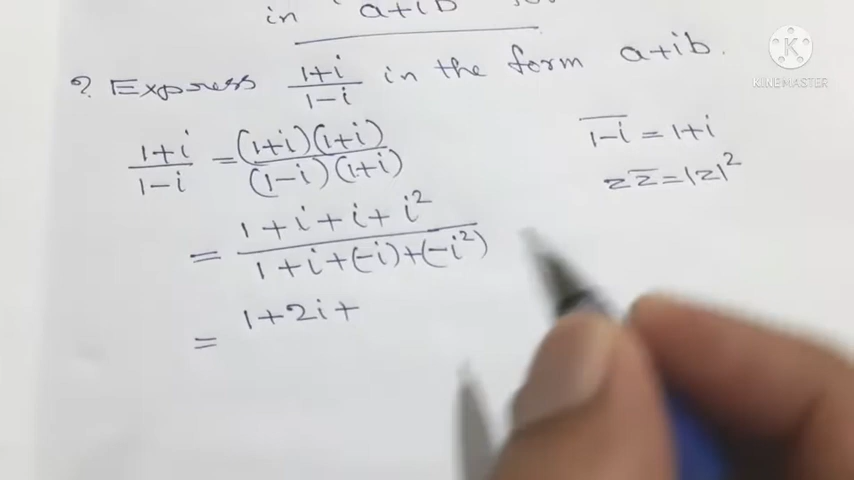 in a+ib
? Express (1+i)/(1-i) in the form a+ib.
(1+i)/(1-i) = (1+i)(1+i)/(1-i)(1+i)
= (1+i+i+i²)/(1+i+(-i)+(-i²))
= 1+2i+
1-i̅ = 1+i
zz̅ = |z|²
K
KINEMASTER